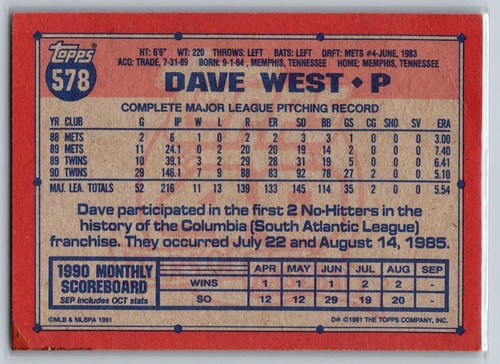 topps
578
HT: 6'6" WT: 220 THROWS: LEFT BATS: LEFT DRFT: METS #4-JUNE, 1983
ACQ: TRADE, 7-31-89 BORN: 9-1-64, MEMPHIS, TENNESSEE HOME: MEMPHIS, TENNESSEE
DAVE WEST ♦ P
COMPLETE MAJOR LEAGUE PITCHING RECORD
YR CLUB G IP W L R ER SO BB GS CG SHO SV ERA
88 METS 2 6 1 0 2 2 3 3 1 0 0 0 3.00
89 METS 11 24.1 0 2 20 20 19 14 2 0 0 0 7.40
89 TWINS 10 39.1 3 2 29 28 31 19 5 0 0 0 6.41
90 TWINS 29 146.1 7 9 88 83 92 78 27 2 0 0 5.10
MAJ. LEA. TOTALS 52 216 11 13 139 133 145 114 35 2 0 0 5.54
Dave participated in the first 2 No-Hitters in the
history of the Columbia (South Atlantic League)
franchise. They occurred July 22 and August 14, 1985.
1990 MONTHLY
SCOREBOARD
SEP includes OCT stats
APR MAY JUN JUL AUG SEP
WINS 1 1 1 2 2 -
SO 12 12 29 19 20 -
©MLB & MLBPA 1991
D* ©1991 THE TOPPS COMPANY, INC.